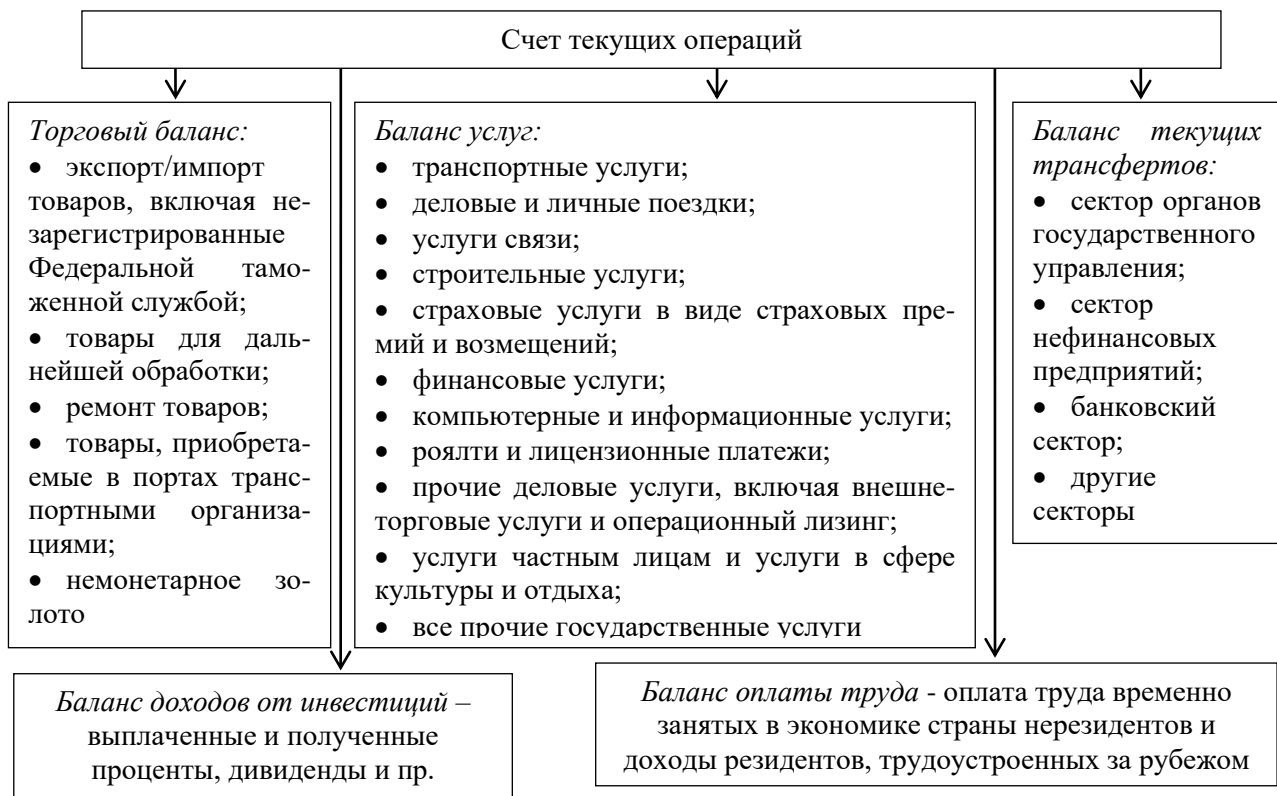 Счет текущих операций
Торговый баланс:
• экспорт/импорт
товаров, включая не-
зарегистрированные
Федеральной тамо-
женной службой;
• товары для даль-
нейшей обработки;
• ремонт товаров;
• товары, приобрета-
емые в портах транс-
портными организа-
циями;
• немонетарное зо-
лото
Баланс услуг:
• транспортные услуги;
• деловые и личные поездки;
• услуги связи;
• строительные услуги;
• страховые услуги в виде страховых пре-
мий и возмещений;
• финансовые услуги;
• компьютерные и информационные услуги;
• роялти и лицензионные платежи;
• прочие деловые услуги, включая внешне-
торговые услуги и операционный лизинг;
• услуги частным лицам и услуги в сфере
культуры и отдыха;
• все прочие государственные услуги
Баланс текущих
трансфертов:
• сектор органов
государственного
управления;
• сектор
нефинансовых
предприятий;
• банковский
сектор;
• другие
секторы
Баланс доходов от инвестиций –
выплаченные и полученные
проценты, дивиденды и пр.
Баланс оплаты труда - оплата труда временно
занятых в экономике страны нерезидентов и
доходы резидентов, трудоустроенных за рубежом